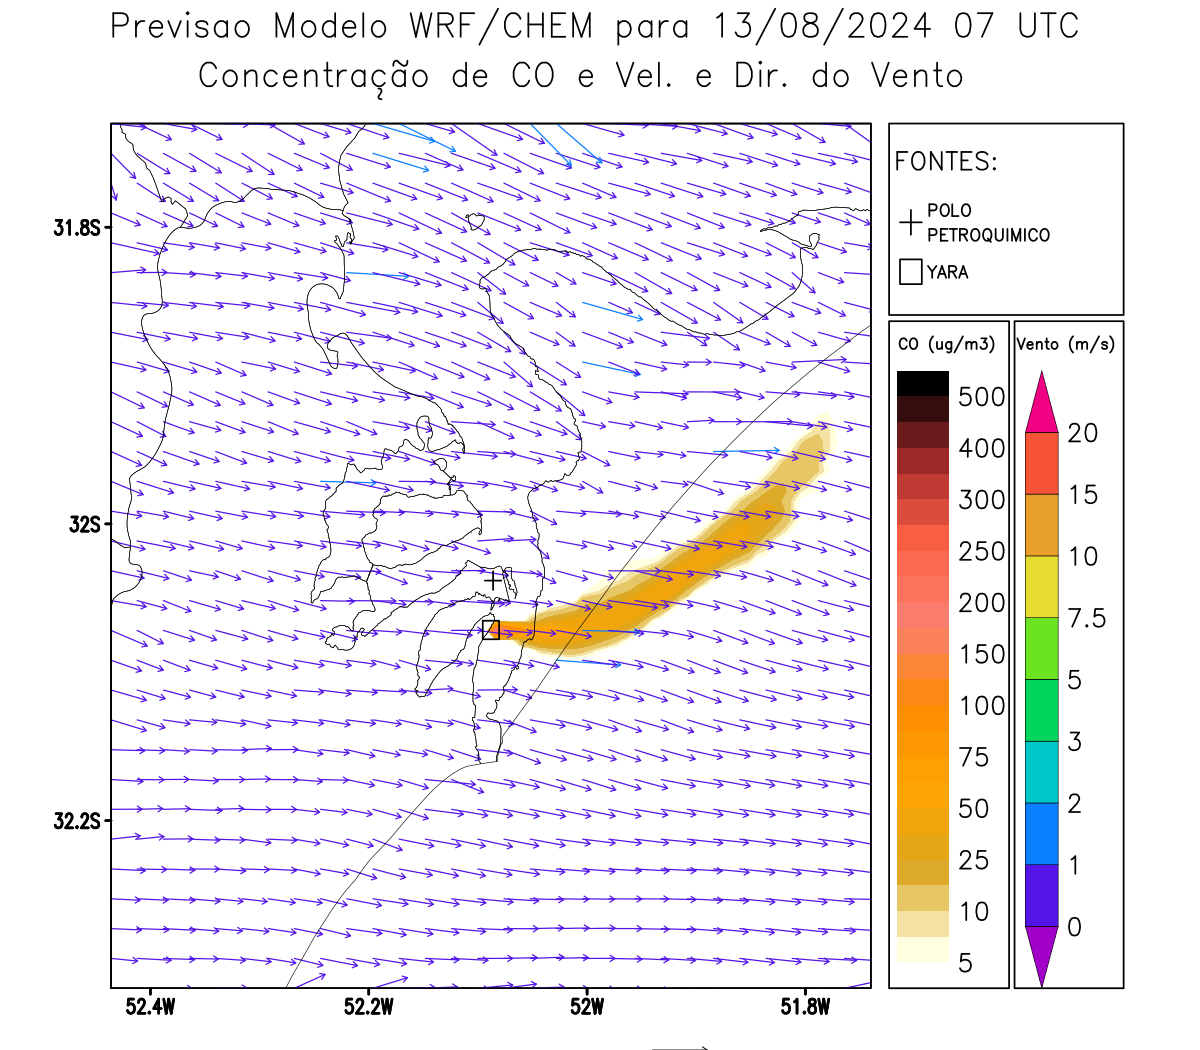 Previsao Modelo WRF/CHEM para 13/08/2024 07 UTC
Concentração de CO e Vel. e Dir. do Vento
FONTES:
POLO
PETROQUIMICO
YARA
CO (ug/m3)
500
400
300
250
200
150
100
75
50
25
10
5
Vento (m/s)
20
15
10
7.5
5
3
2
1
0
31.8S
32S
32.2S
52.4W
52.2W
52W
51.8W